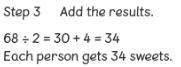 Step 3 Add the results.
68 ÷ 2 = 30 + 4 = 34
Each person gets 34 sweets.